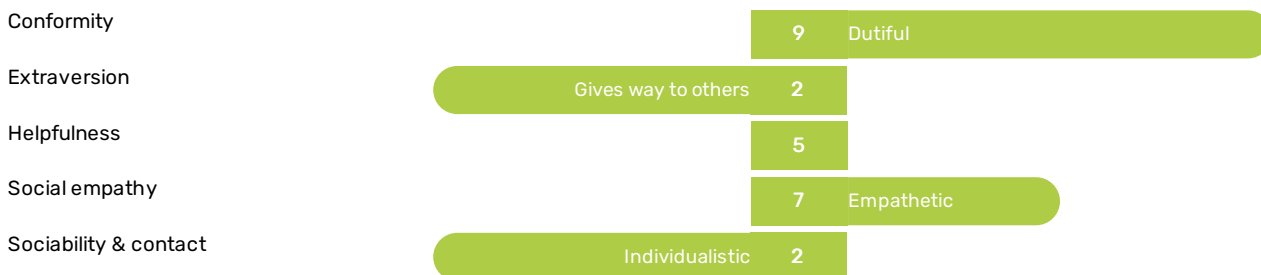 Conformity 9 Dutiful
Extraversion Gives way to others 2
Helpfulness 5
Social empathy 7 Empathetic
Sociability & contact Individualistic 2